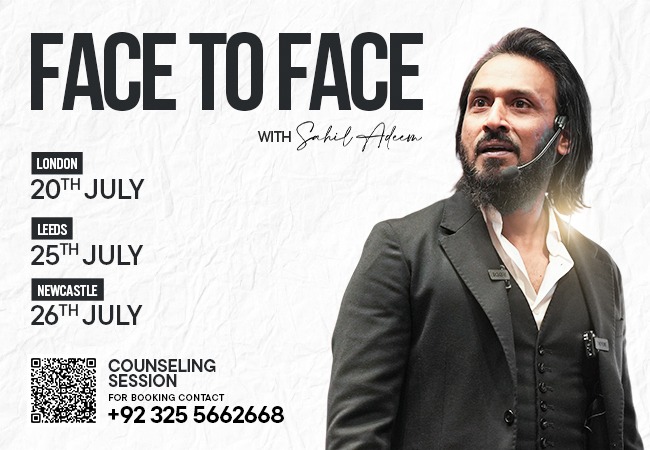 FACE TO FACE
WITH Sahil Adeem
LONDON
20TH JULY
LEEDS
25TH JULY
NEWCASTLE
26TH JULY
COUNSELING
SESSION
FOR BOOKING CONTACT
+92 325 5662668